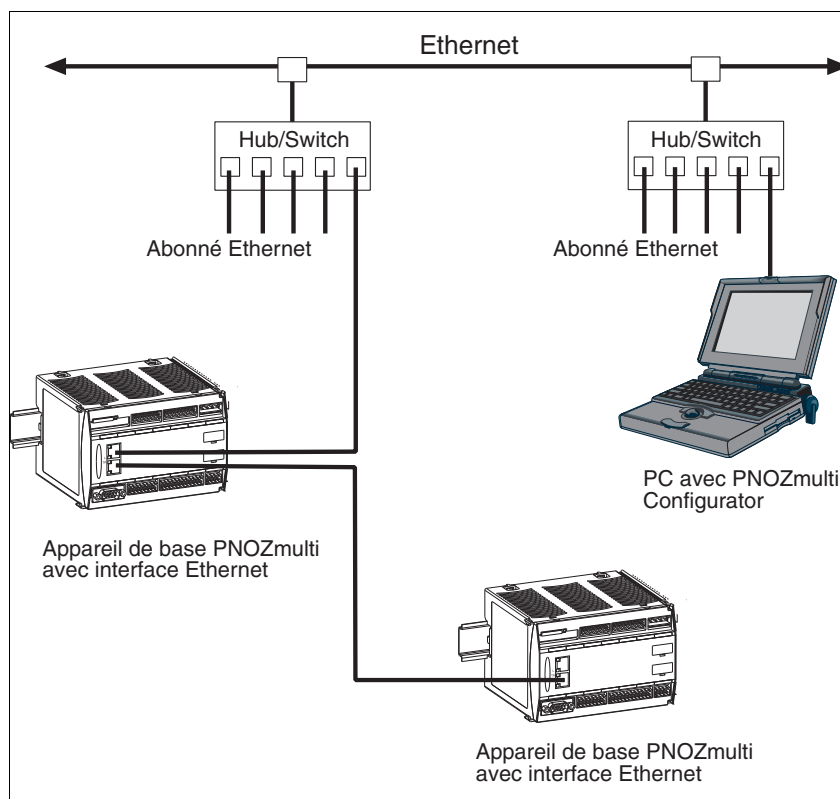 Ethernet
Hub/Switch
Hub/Switch
Abonné Ethernet
Abonné Ethernet
PC avec PNOZmulti
Configurator
Appareil de base PNOZmulti
avec interface Ethernet
Appareil de base PNOZmulti
avec interface Ethernet